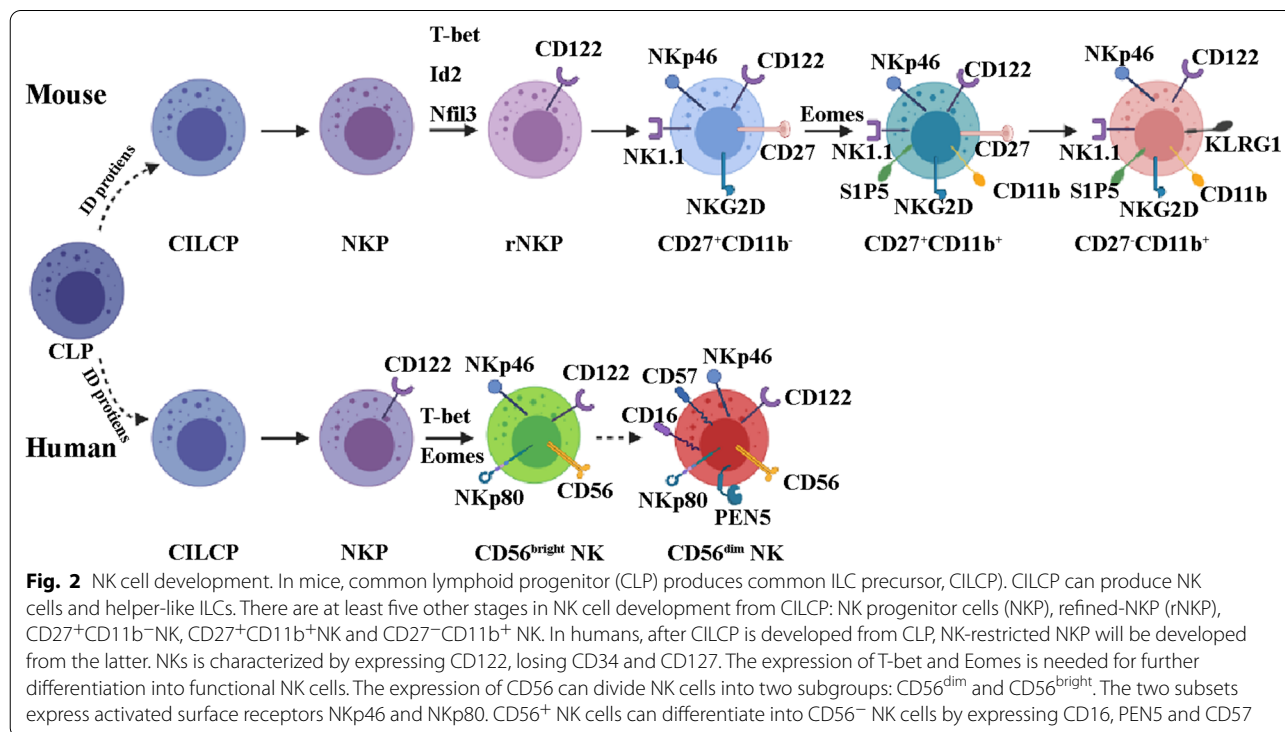 T-bet
Id2
Nfil3
Mouse
CD122
NKp46
CD122
NKp46
CD122
NKp46
CD122
NK1.1
CD27
Eomes
NK1.1
CD27
NK1.1
KLRG1
NKG2D
S1P5
NKG2D
CD11b
S1P5
NKG2D
CD11b
ID protiens
CILCP
NKP
rNKP
CD27⁺CD11b⁻
CD27⁺CD11b⁺
CD27⁻CD11b⁺
CLP
ID protiens
Human
CD122
T-bet
Eomes
NKp46
CD122
NKp80
CD56
NKp46
CD57
CD16
CD122
NKp80
CD56
PEN5
CILCP
NKP
CD56ᵇʳⁱᵍʰᵗ NK
CD56ᵈⁱᵐ NK
Fig. 2 NK cell development. In mice, common lymphoid progenitor (CLP) produces common ILC precursor, CILCP). CILCP can produce NK
cells and helper-like ILCs. There are at least five other stages in NK cell development from CILCP: NK progenitor cells (NKP), refined-NKP (rNKP),
CD27⁺CD11b⁻NK, CD27⁺CD11b⁺NK and CD27⁻CD11b⁺ NK. In humans, after CILCP is developed from CLP, NK-restricted NKP will be developed
from the latter. NKs is characterized by expressing CD122, losing CD34 and CD127. The expression of T-bet and Eomes is needed for further
differentiation into functional NK cells. The expression of CD56 can divide NK cells into two subgroups: CD56ᵈⁱᵐ and CD56ᵇʳⁱᵍʰᵗ. The two subsets
express activated surface receptors NKp46 and NKp80. CD56⁺ NK cells can differentiate into CD56⁻ NK cells by expressing CD16, PEN5 and CD57